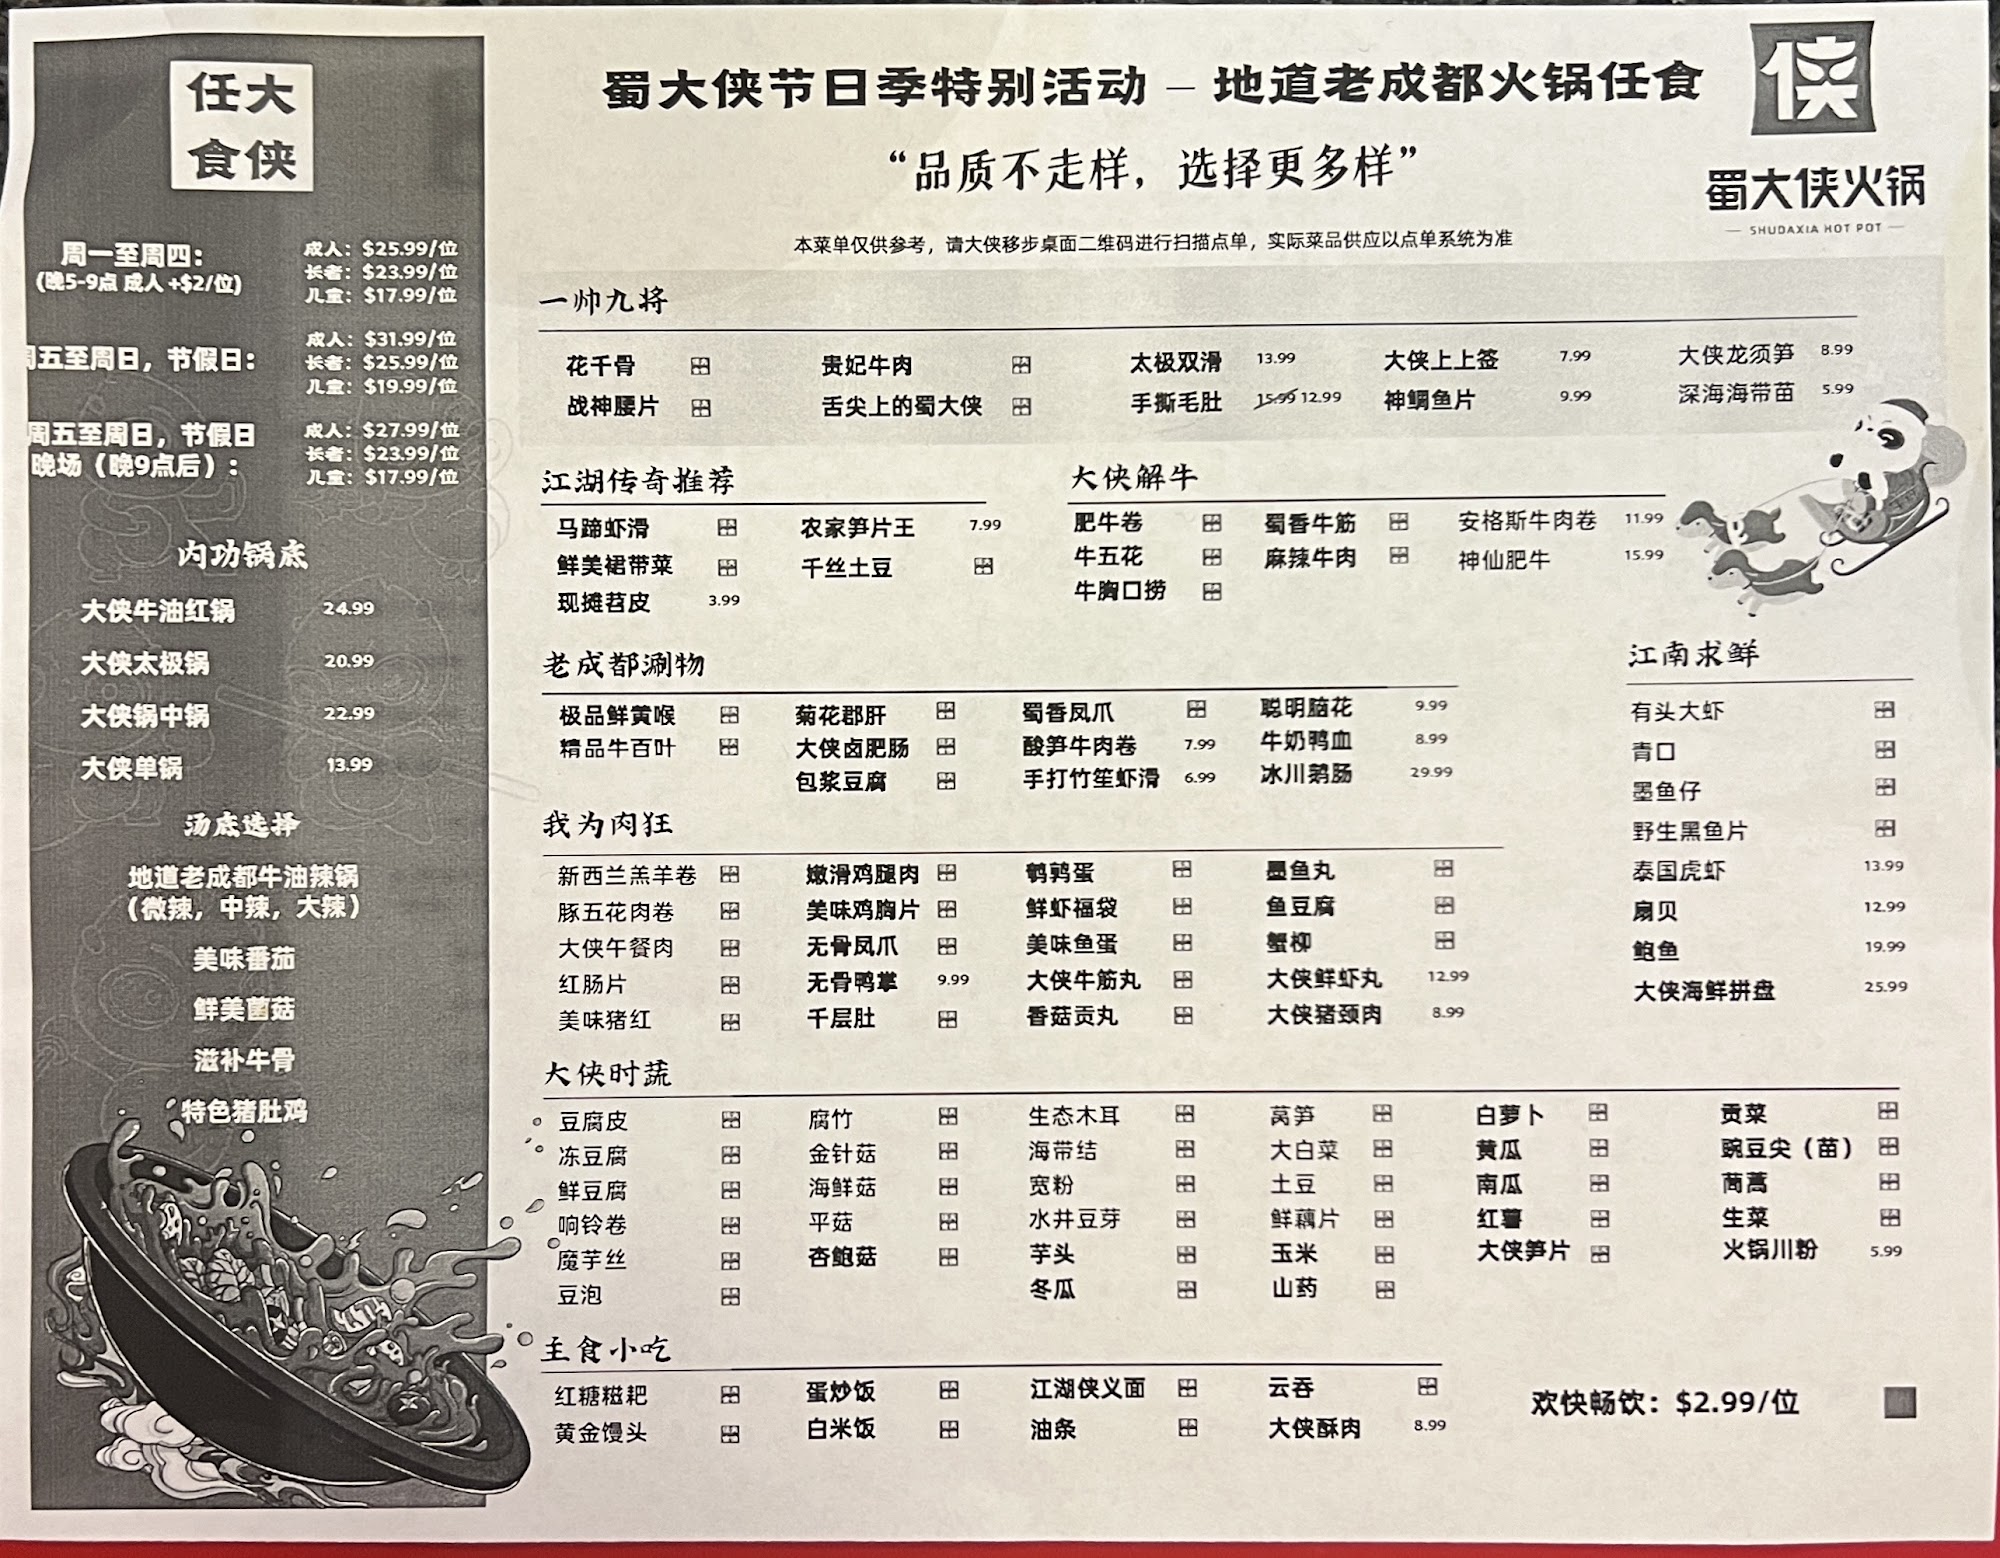 任大
食侠
周一至周四：
(晚5-9点 成人 +$2/位)
成人：$25.99/位
长者：$23.99/位
儿童：$17.99/位
周五至周日，节假日：
成人：$31.99/位
长者：$25.99/位
儿童：$19.99/位
周五至周日，节假日
晚场（晚9点后）：
成人：$27.99/位
长者：$23.99/位
儿童：$17.99/位
内功锅底
大侠牛油红锅 24.99
大侠太极锅 20.99
大侠锅中锅 22.99
大侠单锅 13.99
汤底选择
地道老成都牛油辣锅
（微辣，中辣，大辣）
美味番茄
鲜美菌菇
滋补牛骨
特色猪肚鸡
蜀大侠节日季特别活动 – 地道老成都火锅任食
“品质不走样，选择更多样”
本菜单仅供参考，请大侠移步桌面二维码进行扫描点单，实际菜品供应以点单系统为准
侠
蜀大侠火锅
SHUDAXIA HOT POT
一帅九将
花千骨 贵妃牛肉 太极双滑 13.99 大侠上上签 7.99 大侠龙须笋 8.99
战神腰片 舌尖上的蜀大侠 手撕毛肚 15.99 12.99 神鲷鱼片 9.99 深海海带苗 5.99
江湖传奇推荐
马蹄虾滑 农家笋片王 7.99
鲜美裙带菜 千丝土豆
现摊苕皮 3.99
大侠解牛
肥牛卷 蜀香牛筋 安格斯牛肉卷 11.99
牛五花 麻辣牛肉 神仙肥牛 15.99
牛胸口捞
老成都涮物
极品鲜黄喉 菊花郡肝 蜀香凤爪 聪明脑花 9.99
精品牛百叶 大侠卤肥肠 酸笋牛肉卷 7.99 牛奶鸭血 8.99
包浆豆腐 手打竹笙虾滑 6.99 冰川鹅肠 29.99
江南求鲜
有头大虾
青口
墨鱼仔
野生黑鱼片
泰国虎虾 13.99
扇贝 12.99
鲍鱼 19.99
大侠海鲜拼盘 25.99
我为肉狂
新西兰羔羊卷 嫩滑鸡腿肉 鹌鹑蛋 墨鱼丸
豚五花肉卷 美味鸡胸片 鲜虾福袋 鱼豆腐
大侠午餐肉 无骨凤爪 美味鱼蛋 蟹柳
红肠片 无骨鸭掌 9.99 大侠牛筋丸 大侠鲜虾丸 12.99
美味猪红 千层肚 香菇贡丸 大侠猪颈肉 8.99
大侠时蔬
豆腐皮 腐竹 生态木耳 莴笋 白萝卜 贡菜
冻豆腐 金针菇 海带结 大白菜 黄瓜 豌豆尖（苗）
鲜豆腐 海鲜菇 宽粉 土豆 南瓜 茼蒿
响铃卷 平菇 水井豆芽 鲜藕片 红薯 生菜
魔芋丝 杏鲍菇 芋头 玉米 大侠笋片 火锅川粉 5.99
豆泡 冬瓜 山药
主食小吃
红糖糍粑 蛋炒饭 江湖侠义面 云吞
黄金馒头 白米饭 油条 大侠酥肉 8.99
欢快畅饮：$2.99/位